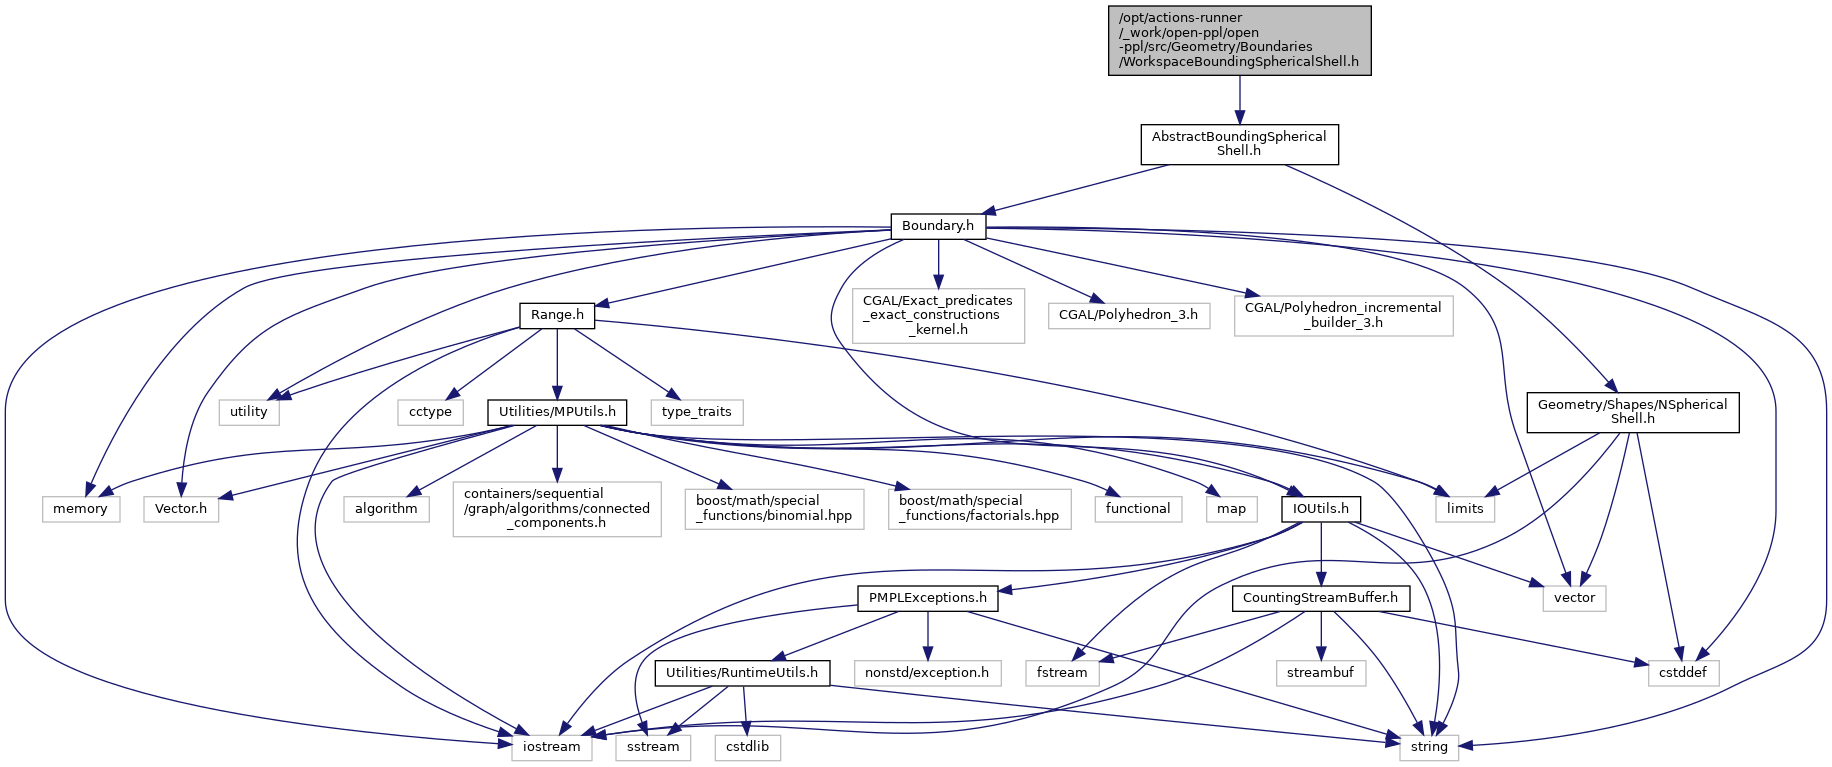 /opt/actions-runner
/_work/open-ppl/open
-ppl/src/Geometry/Boundaries
/WorkspaceBoundingSphericalShell.h
AbstractBoundingSpherical
Shell.h
Boundary.h
Range.h
CGAL/Exact_predicates
_exact_constructions
_kernel.h
CGAL/Polyhedron_3.h
CGAL/Polyhedron_incremental
_builder_3.h
utility
cctype
Utilities/MPUtils.h
type_traits
Geometry/Shapes/NSpherical
Shell.h
memory
Vector.h
algorithm
containers/sequential
/graph/algorithms/connected
_components.h
boost/math/special
_functions/binomial.hpp
boost/math/special
_functions/factorials.hpp
functional
map
IOUtils.h
limits
PMPLExceptions.h
CountingStreamBuffer.h
vector
Utilities/RuntimeUtils.h
nonstd/exception.h
fstream
streambuf
cstddef
iostream
sstream
cstdlib
string